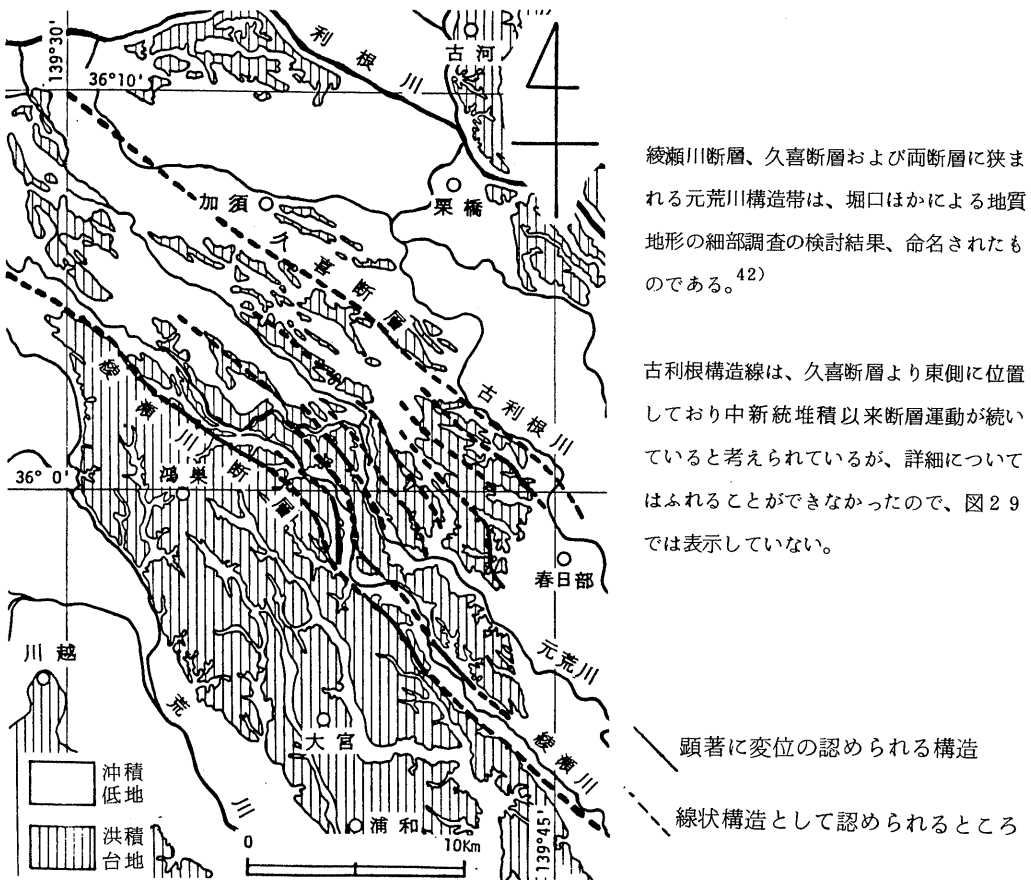 139°30'
36°10'
利根川
古河
加須
栗橋
久喜断層
綾瀬川断層
古利根川
鴻巣
36° 0'
春日部
川越
荒川
大宮
元荒川
綾瀬川
浦和
139°45'
沖積
低地
洪積
台地
0 10Km
綾瀬川断層、久喜断層および両断層に狭ま
れる元荒川構造帯は、堀口ほかによる地質
地形の細部調査の検討結果、命名されたも
のである。42)
古利根構造線は、久喜断層より東側に位置
しており中新統堆積以来断層運動が続い
ていると考えられているが、詳細について
はふれることができなかったので、図29
では表示していない。
顕著に変位の認められる構造
線状構造として認められるところ